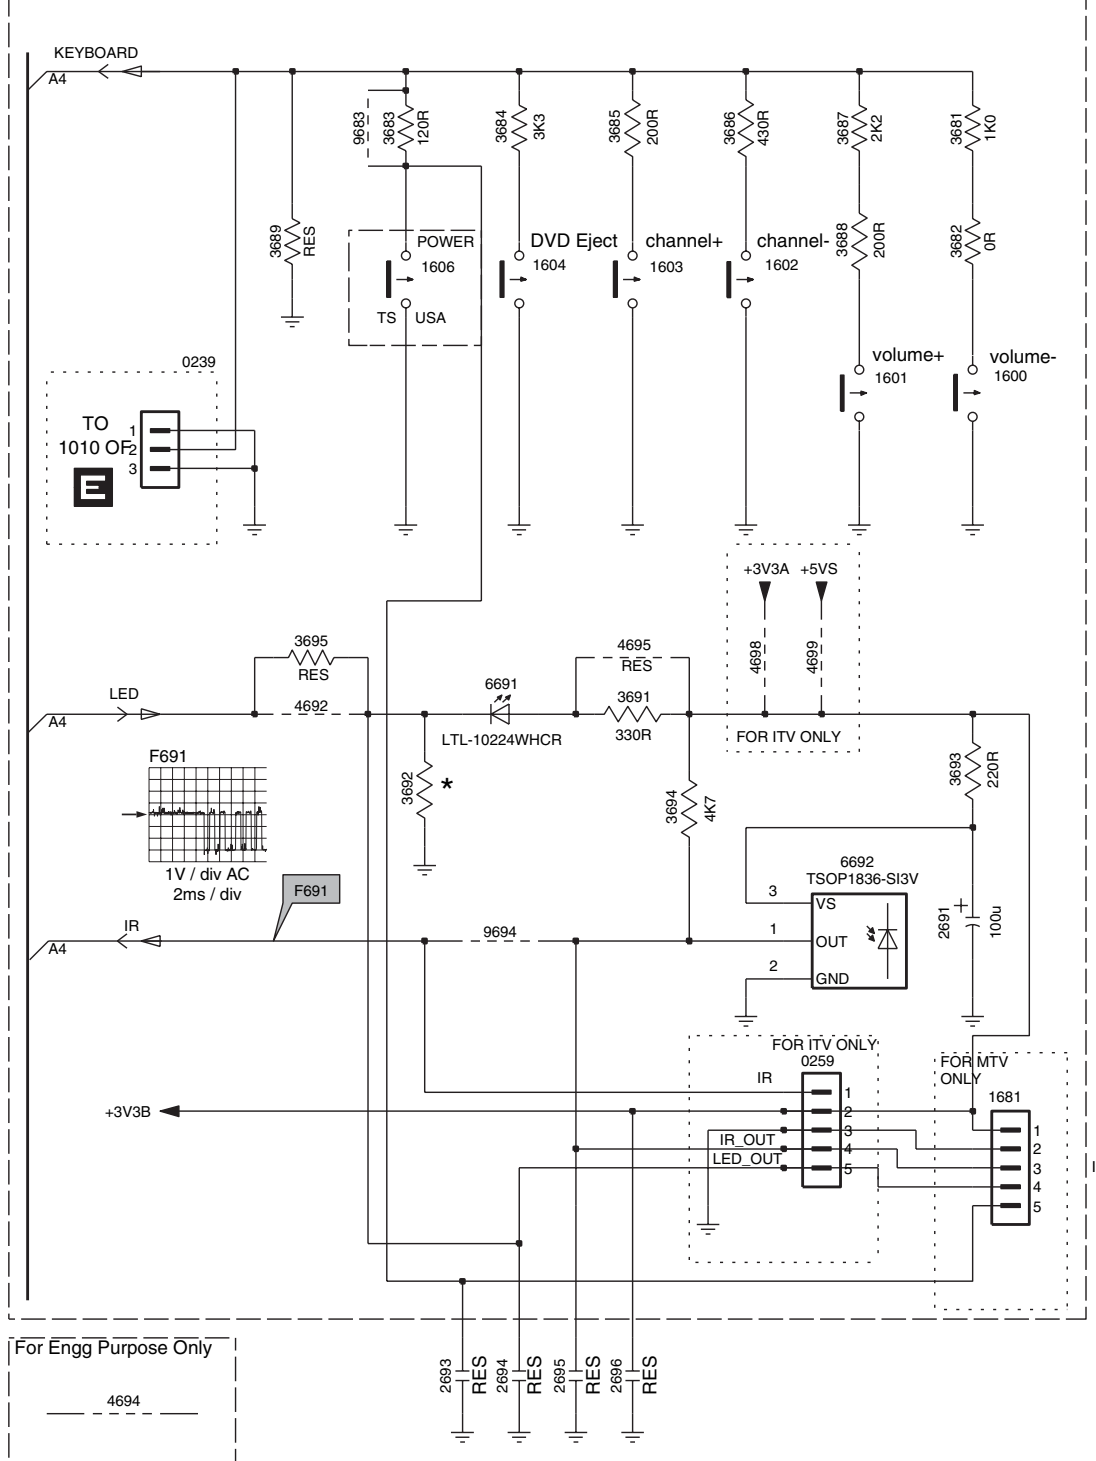 KEYBOARD
A4
9683
3683
120R
3684
3K3
3685
200R
3686
430R
3687
2K2
3681
1K0
3689
RES
3688
200R
3682
0R
POWER
1606
TS USA
DVD Eject
1604
channel+
1603
channel-
1602
volume+
1601
volume-
1600
0239
TO
1010 OF
E
1
2
3
+3V3A +5VS
4698
4699
FOR ITV ONLY
3695
RES
4692
LED
A4
6691
LTL-10224WHCR
4695
RES
3691
330R
3692
*
3694
4K7
3693
220R
F691
1V / div AC
2ms / div
F691
IR
A4
9694
6692
TSOP1836-SI3V
3
VS
1
OUT
2
GND
2691
+
100u
FOR ITV ONLY
0259
IR
1
2
3
IR_OUT
4
LED_OUT
5
+3V3B
FOR MTV
ONLY
1681
1
2
3
4
5
I
2693
RES
2694
RES
2695
RES
2696
RES
For Engg Purpose Only
4694